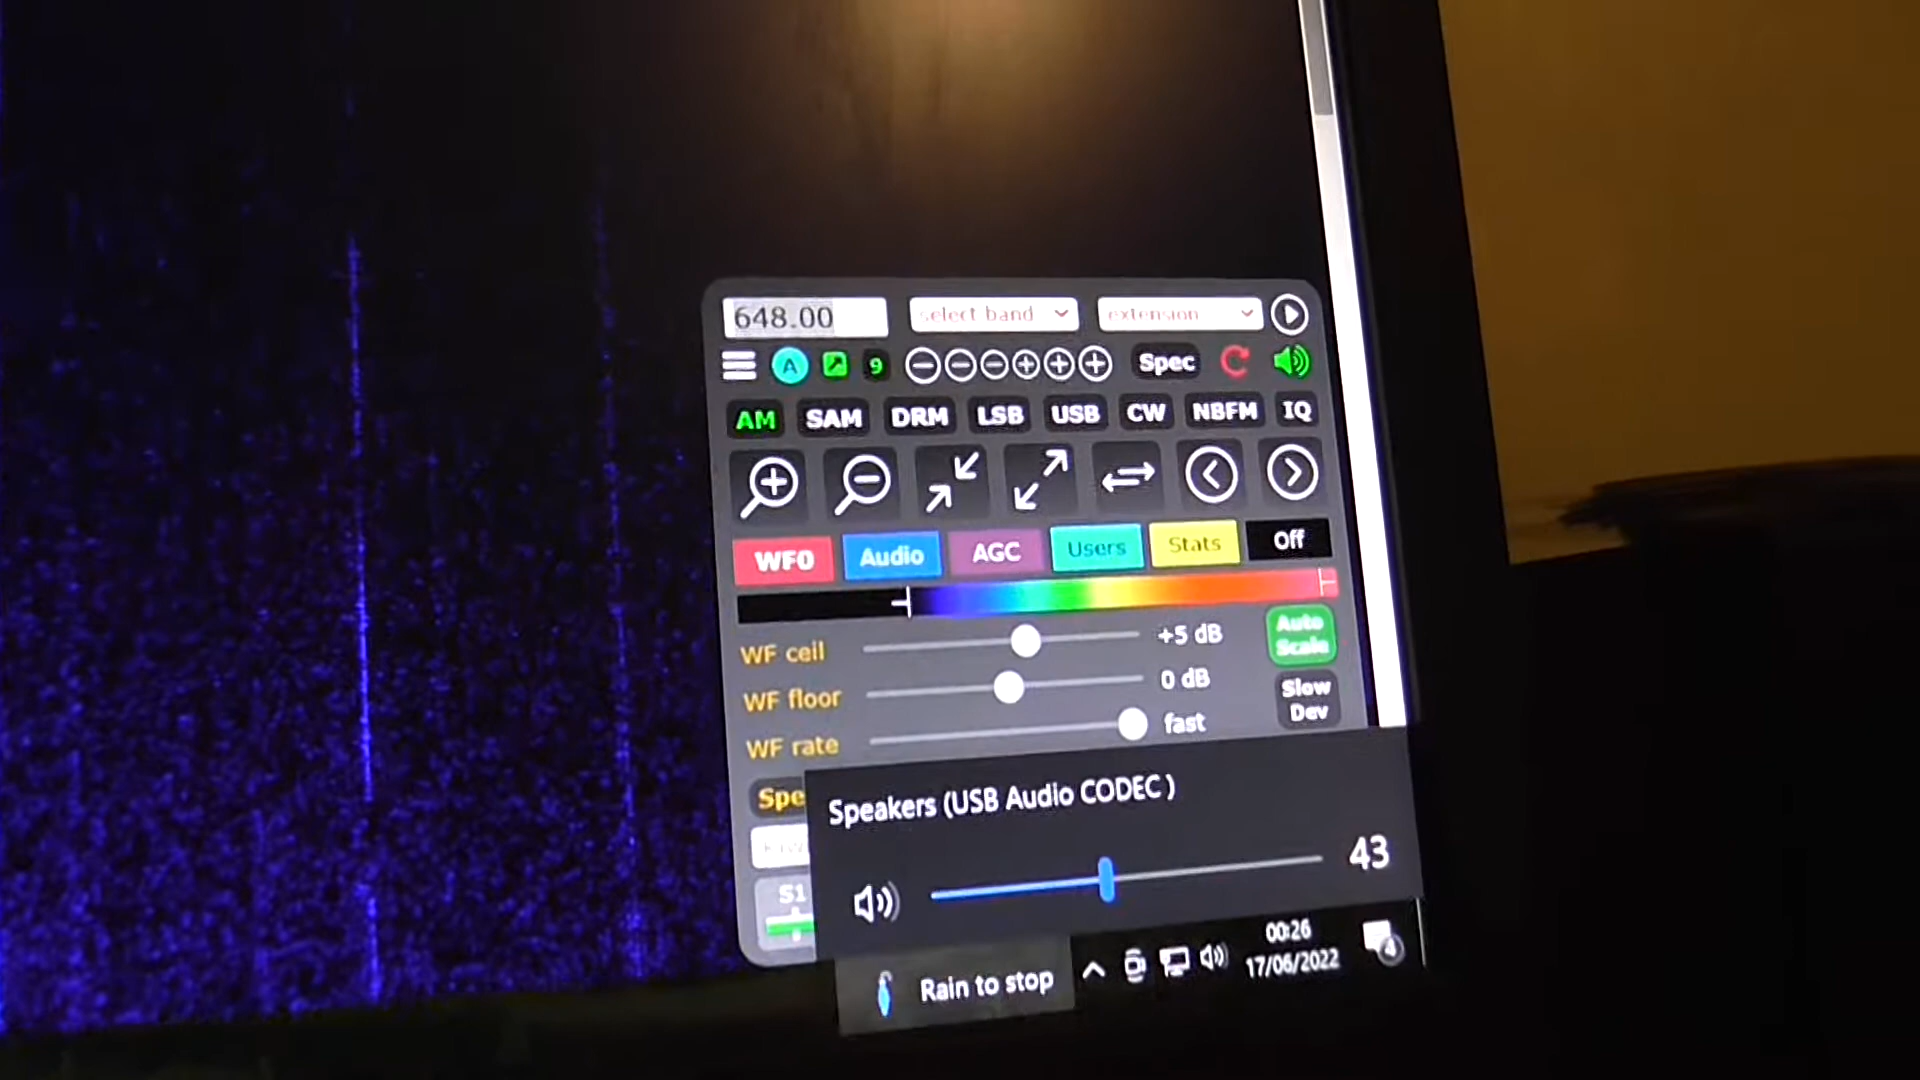 648.00 select band extension
A 9 Spec
AM SAM DRM LSB USB CW NBFM IQ
WF0 Audio AGC Users Stats Off
WF ceil +5 dB Auto Scale
WF floor 0 dB Slow Dev
WF rate fast
Spe
Speakers (USB Audio CODEC )
43
S1
00:26
Rain to stop 17/06/2022 4